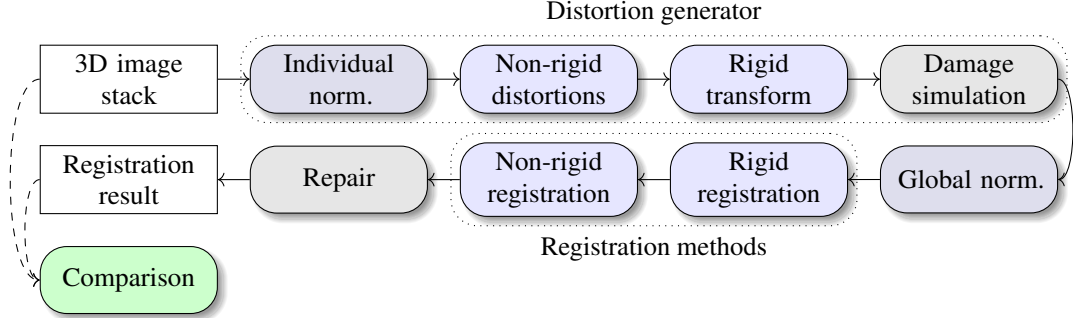 Distortion generator
3D image
stack
Individual
norm.
Non-rigid
distortions
Rigid
transform
Damage
simulation
Registration
result
Repair
Non-rigid
registration
Rigid
registration
Global norm.
Registration methods
Comparison